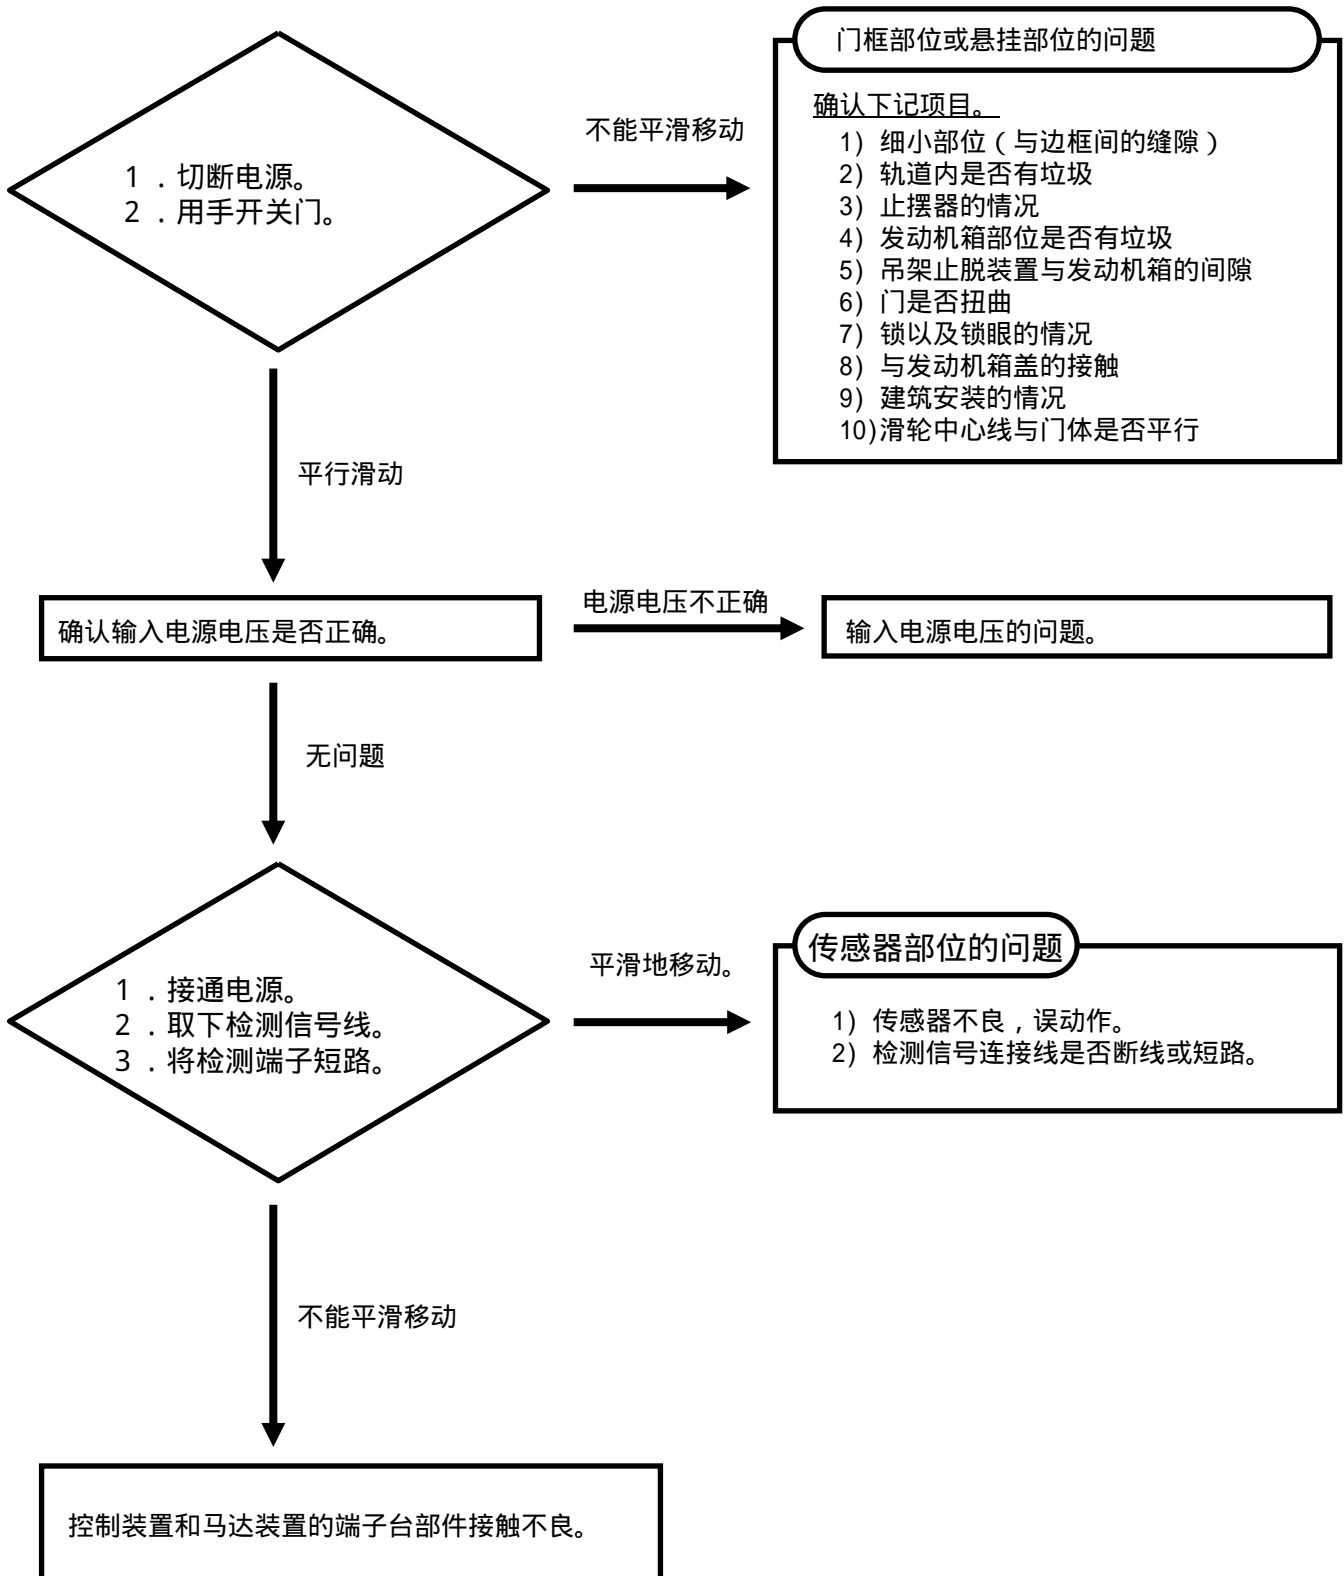 1 . 切断电源。
2 . 用手开关门。
不能平滑移动
门框部位或悬挂部位的问题
确认下记项目。
1) 细小部位（与边框间的缝隙）
2) 轨道内是否有垃圾
3) 止摆器的情况
4) 发动机箱部位是否有垃圾
5) 吊架止脱装置与发动机箱的间隙
6) 门是否扭曲
7) 锁以及锁眼的情况
8) 与发动机箱盖的接触
9) 建筑安装的情况
10)滑轮中心线与门体是否平行
平行滑动
确认输入电源电压是否正确。
电源电压不正确
输入电源电压的问题。
无问题
1 . 接通电源。
2 . 取下检测信号线。
3 . 将检测端子短路。
平滑地移动。
传感器部位的问题
1) 传感器不良，误动作。
2) 检测信号连接线是否断线或短路。
不能平滑移动
控制装置和马达装置的端子台部件接触不良。